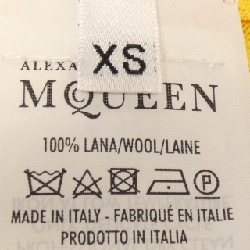 XS
ALEXA
McQUEEN
100% LANA/WOOL/LAINE
P
MADE IN ITALY - FABRIQUÉ EN ITALIE
PRODOTTO IN ITALIA